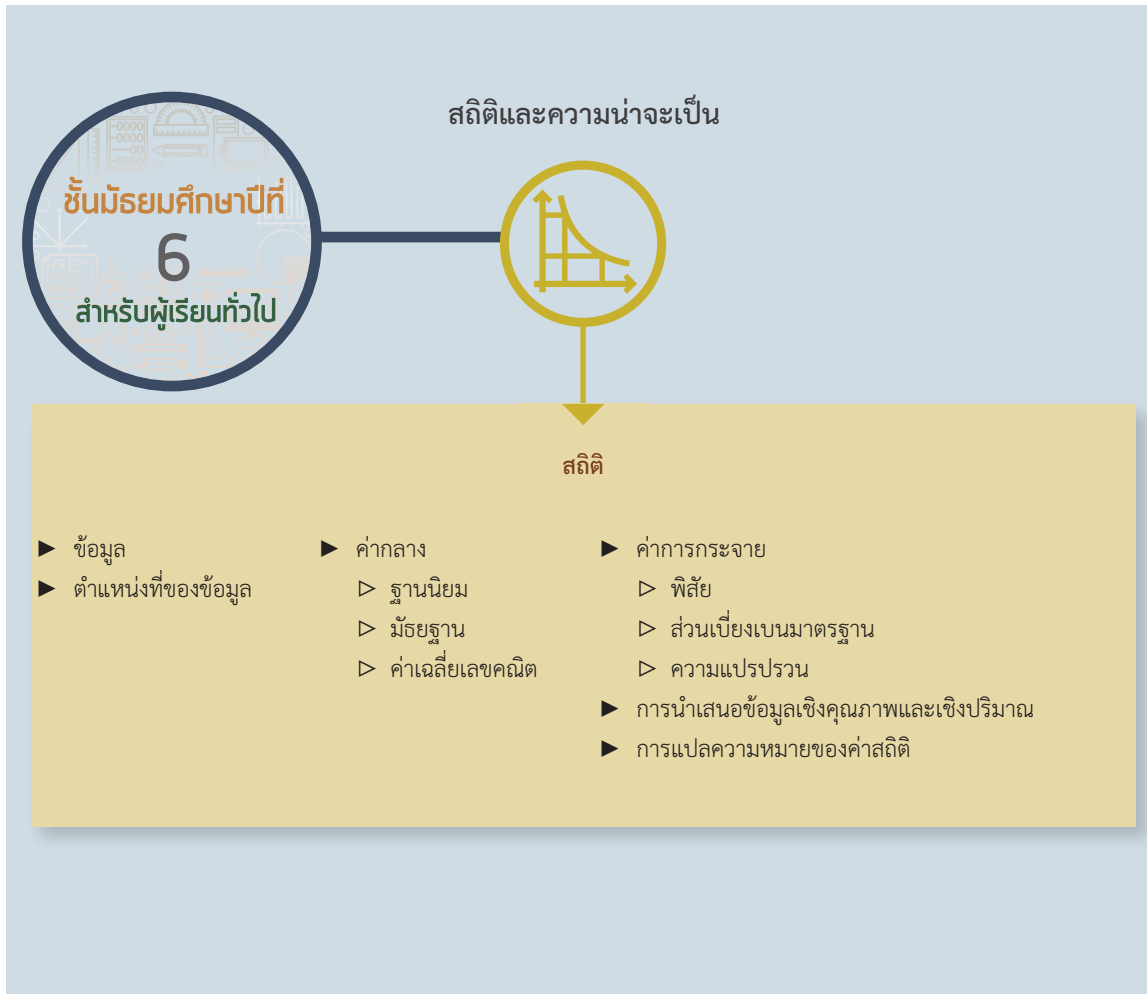 สถิติและความน่าจะเป็น
ชั้นมัธยมศึกษาปีที่
6
สำหรับผู้เรียนทั่วไป
สถิติ
► ข้อมูล
► ตำแหน่งที่ของข้อมูล
► ค่ากลาง
▷ ฐานนิยม
▷ มัธยฐาน
▷ ค่าเฉลี่ยเลขคณิต
► ค่าการกระจาย
▷ พิสัย
▷ ส่วนเบี่ยงเบนมาตรฐาน
▷ ความแปรปรวน
► การนำเสนอข้อมูลเชิงคุณภาพและเชิงปริมาณ
► การแปลความหมายของค่าสถิติ